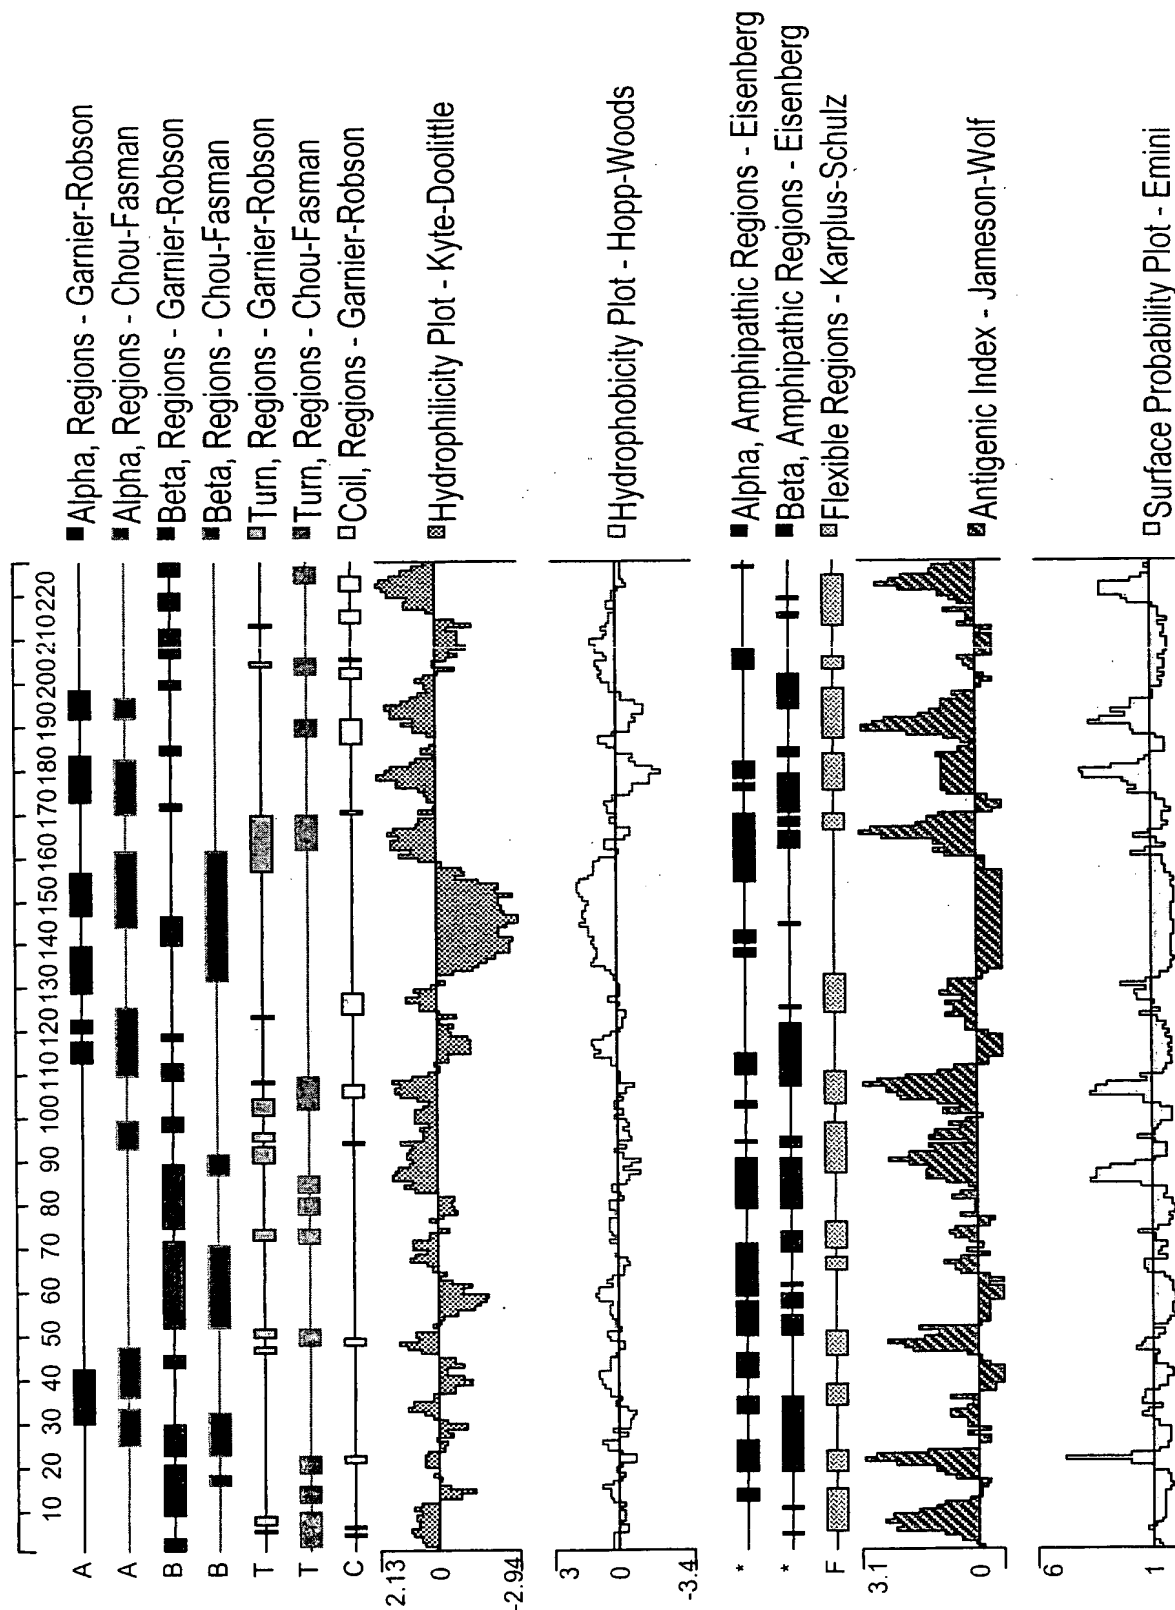 10 20 30 40 50 60 70 80 90 100 110 120 130 140 150 160 170 180 190 200 210 220
A Alpha, Regions - Garnier-Robson
A Alpha, Regions - Chou-Fasman
B Beta, Regions - Garnier-Robson
B Beta, Regions - Chou-Fasman
T Turn, Regions - Garnier-Robson
T Turn, Regions - Chou-Fasman
C Coil, Regions - Garnier-Robson
2.13
0 Hydrophilicity Plot - Kyte-Doolittle
-2.94
3
0 Hydrophobicity Plot - Hopp-Woods
-3.4
* Alpha, Amphipathic Regions - Eisenberg
* Beta, Amphipathic Regions - Eisenberg
F Flexible Regions - Karplus-Schulz
3.1
0 Antigenic Index - Jameson-Wolf
6
1 Surface Probability Plot - Emini